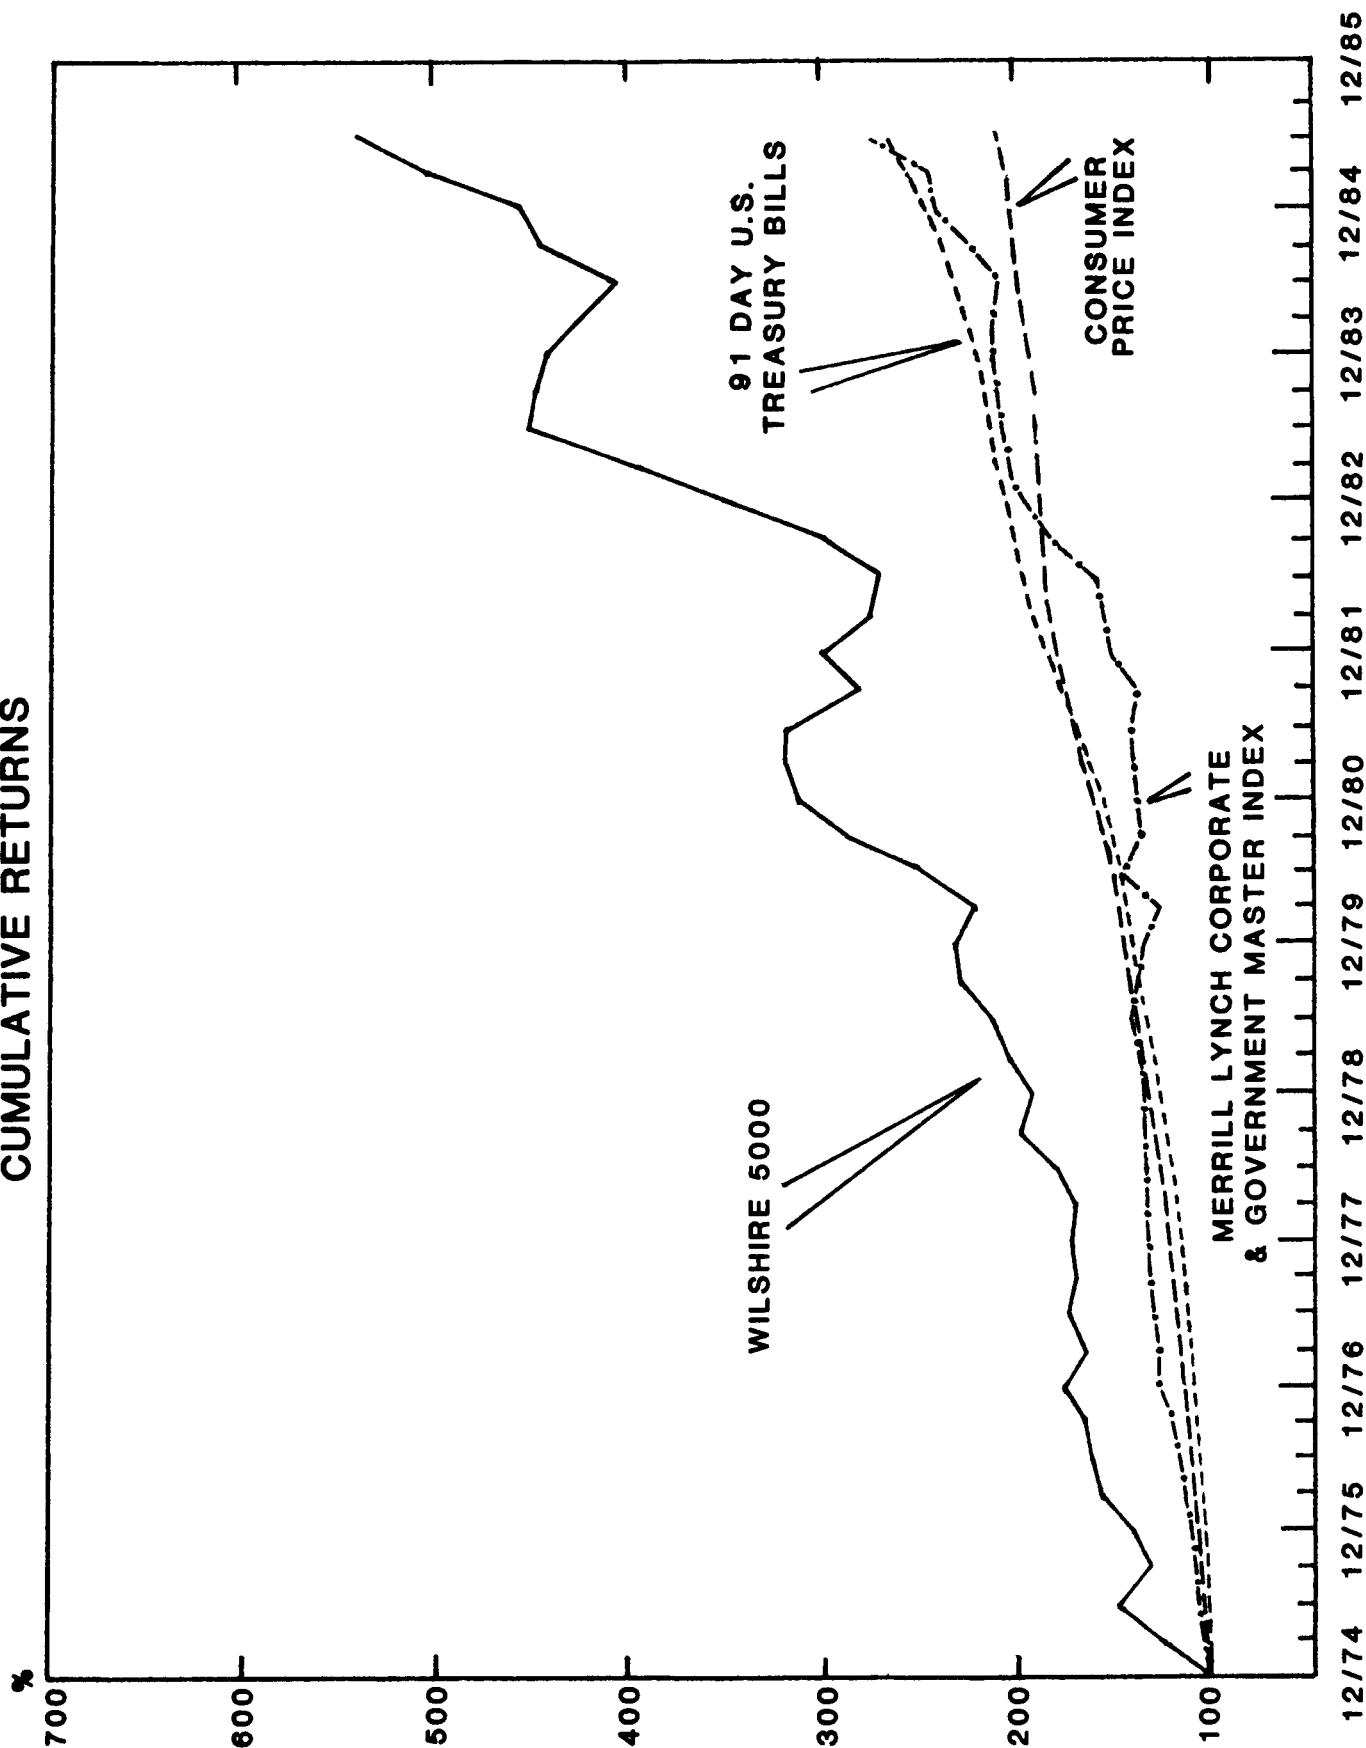 CUMULATIVE RETURNS
%
700
600
500
400
300
200
100
WILSHIRE 5000
91 DAY U.S.
TREASURY BILLS
CONSUMER
PRICE INDEX
MERRILL LYNCH CORPORATE
& GOVERNMENT MASTER INDEX
12/74
12/75
12/76
12/77
12/78
12/79
12/80
12/81
12/82
12/83
12/84
12/85